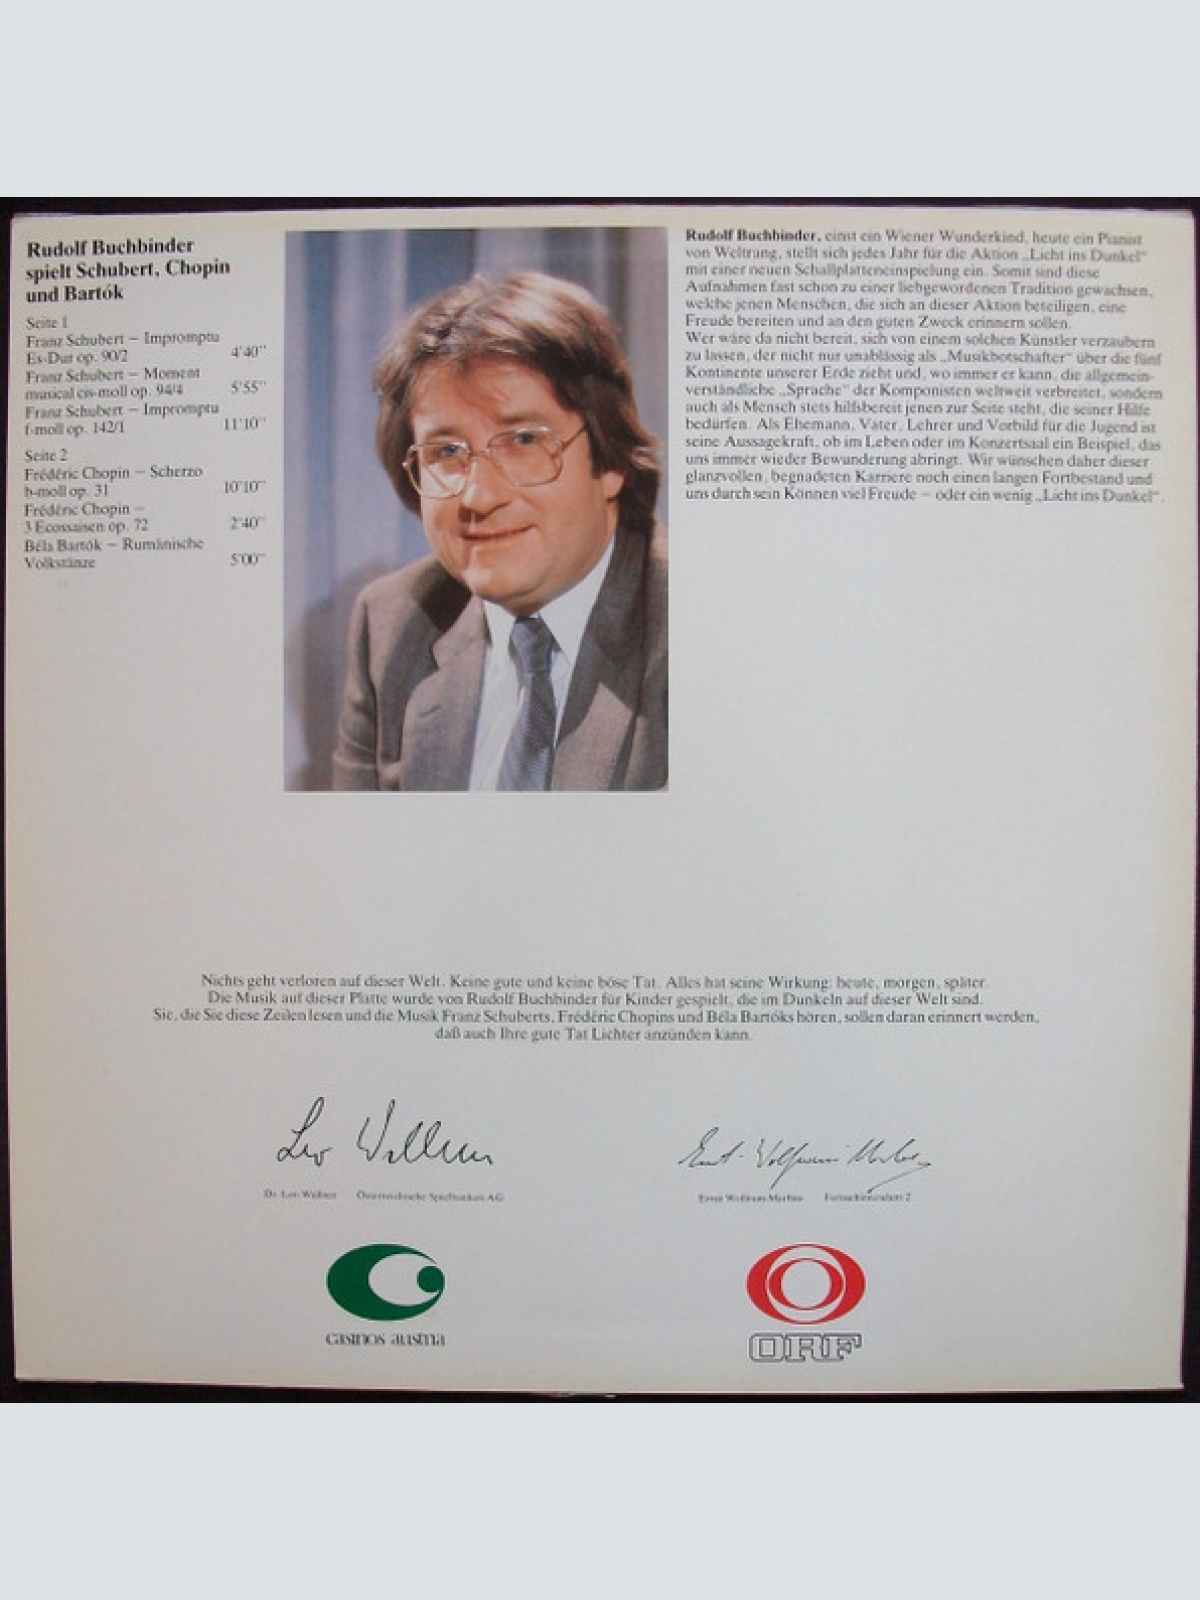 Rudolf Buchbinder
spielt Schubert, Chopin
und Bartók
Seite 1
Franz Schubert – Impromptu
Es-Dur op. 90/2 4'40''
Franz Schubert – Moment
musical cis-moll op. 94/4 5'55''
Franz Schubert – Impromptu
f-moll op. 142/1 11'10''
Seite 2
Frédéric Chopin – Scherzo
b-moll op. 31 10'10''
Frédéric Chopin –
3 Ecossaisen op. 72 2'40''
Béla Bartók – Rumänische
Volkstänze 5'00''
Rudolf Buchbinder, einst ein Wiener Wunderkind, heute ein Pianist
von Weltrang, stellt sich jedes Jahr für die Aktion „Licht ins Dunkel“
mit einer neuen Schallplatteneinspielung ein. Somit sind diese
Aufnahmen fast schon zu einer liebgewordenen Tradition gewachsen,
welche jenen Menschen, die sich an dieser Aktion beteiligen, eine
Freude bereiten und an den guten Zweck erinnern sollen.
Wer wäre da nicht bereit, sich von einem solchen Künstler verzaubern
zu lassen, der nicht nur unablässig als „Musikbotschafter“ über die fünf
Kontinente unserer Erde zieht und, wo immer er kann, die allgemein-
verständliche „Sprache“ der Komponisten weltweit verbreitet, sondern
auch als Mensch stets hilfsbereit jenen zur Seite steht, die seiner Hilfe
bedürfen. Als Ehemann, Vater, Lehrer und Vorbild für die Jugend ist
seine Aussagekraft, ob im Leben oder im Konzertsaal ein Beispiel, das
uns immer wieder Bewunderung abringt. Wir wünschen daher dieser
glanzvollen, begnadeten Karriere noch einen langen Fortbestand und
uns durch sein Können viel Freude – oder ein wenig „Licht ins Dunkel“.
Nichts geht verloren auf dieser Welt. Keine gute und keine böse Tat. Alles hat seine Wirkung: heute, morgen, später.
Die Musik auf dieser Platte wurde von Rudolf Buchbinder für Kinder gespielt, die im Dunkeln auf dieser Welt sind.
Sie, die Sie diese Zeilen lesen und die Musik Franz Schuberts, Frédéric Chopins und Béla Bartóks hören, sollen daran erinnert werden,
daß auch Ihre gute Tat Lichter anzünden kann.
Leo Wallner
Dr. Leo Wallner Österreichische Spielbanken AG
Ernst Wolfram Marboe Fernsehintendant 2
casinos austria
ORF